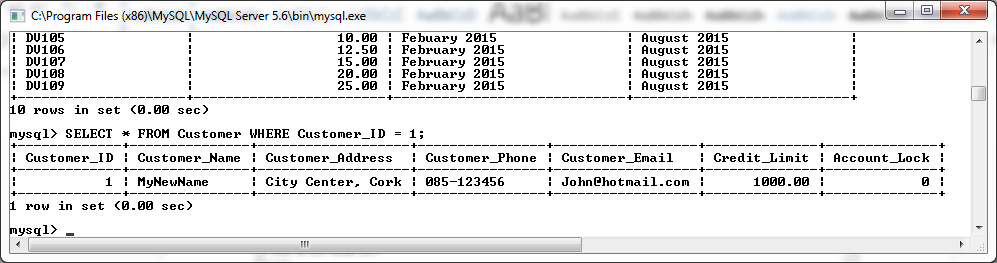 C:\Program Files (x86)\MySQL\MySQL Server 5.6\bin\mysql.exe
| DV105 | 10.00 | Febuary 2015 | August 2015 |
| DV106 | 12.50 | February 2015 | August 2015 |
| DV107 | 15.00 | February 2015 | August 2015 |
| DV108 | 20.00 | February 2015 | August 2015 |
| DV109 | 25.00 | February 2015 | August 2015 |
10 rows in set (0.00 sec)
mysql> SELECT * FROM Customer WHERE Customer_ID = 1;
| Customer_ID | Customer_Name | Customer_Address | Customer_Phone | Customer_Email | Credit_Limit | Account_Lock |
| 1 | MyNewName | City Center, Cork | 085-123456 | John@hotmail.com | 1000.00 | 0 |
1 row in set (0.00 sec)
mysql> _